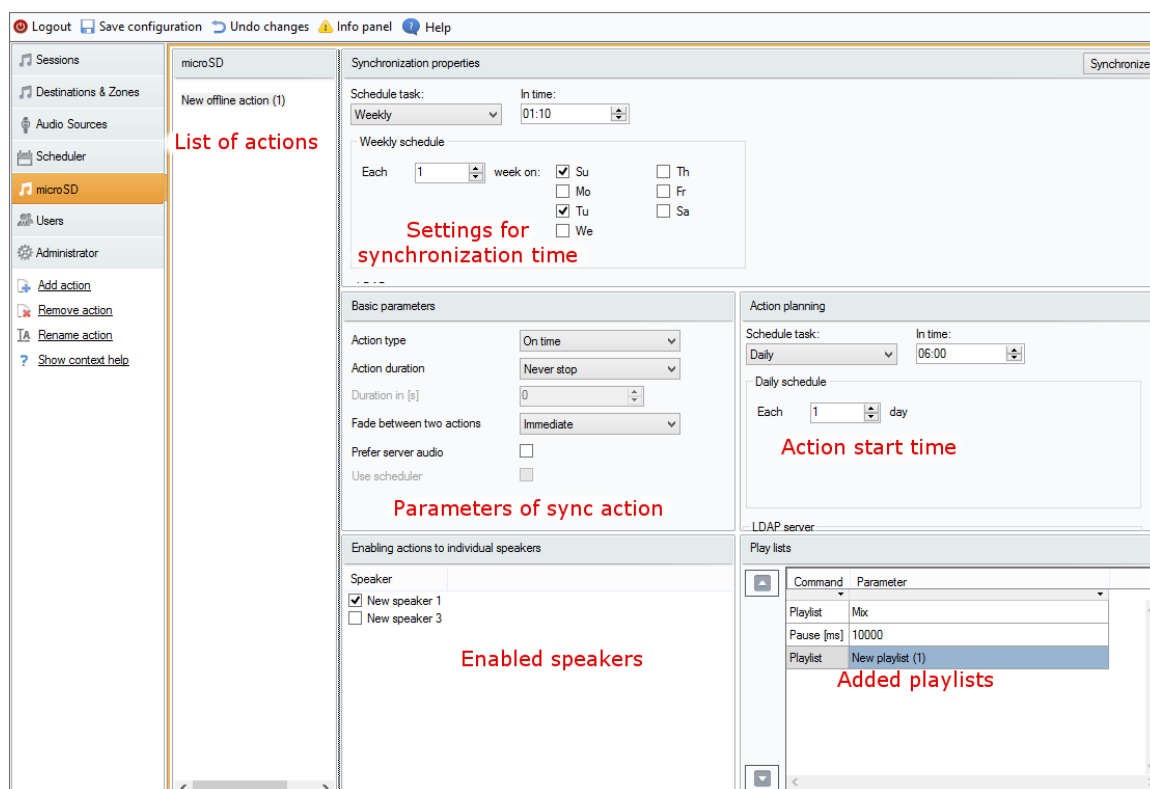 Logout Save configuration Undo changes Info panel Help
Sessions
Destinations & Zones
Audio Sources
Scheduler
microSD
Users
Administrator
Add action
Remove action
Rename action
Show context help
microSD
New offline action (1)
List of actions
Synchronization properties
Synchronize
Schedule task: In time:
Weekly 01:10
Weekly schedule
Each 1 week on: Su Th
Mo Fr
Tu Sa
We
Settings for
synchronization time
Basic parameters
Action type On time
Action duration Never stop
Duration in [s] 0
Fade between two actions Immediate
Prefer server audio
Use scheduler
Parameters of sync action
Action planning
Schedule task: In time:
Daily 06:00
Daily schedule
Each 1 day
Action start time
LDAP server
Enabling actions to individual speakers
Speaker
New speaker 1
New speaker 3
Enabled speakers
Play lists
Command Parameter
Playlist Mix
Pause [ms] 10000
Playlist New playlist (1)
Added playlists